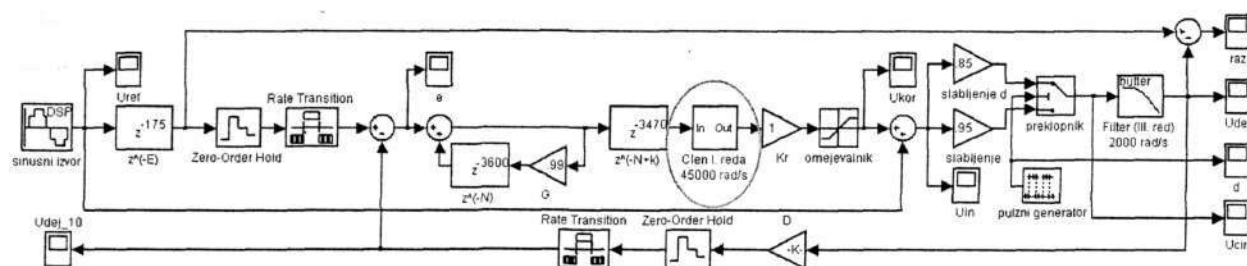 DSP
sinusni izvor
Uref
z^-175
z^(-E)
Zero-Order Hold
Rate Transition
e
z^-3600
z^(-N)
.99
G
z^-3470
z^(-N+k)
In Out
Clen I. reda
45000 rad/s
1
Kr
omejevalnik
Ukor
.85
slabljenje d
.95
slabljenje
Uin
preklopnik
pulzni generator
butter
Filter (III. red)
2000 rad/s
raz
Ude
d
Ucir
Udej_10
Rate Transition
Zero-Order Hold
-K-
D